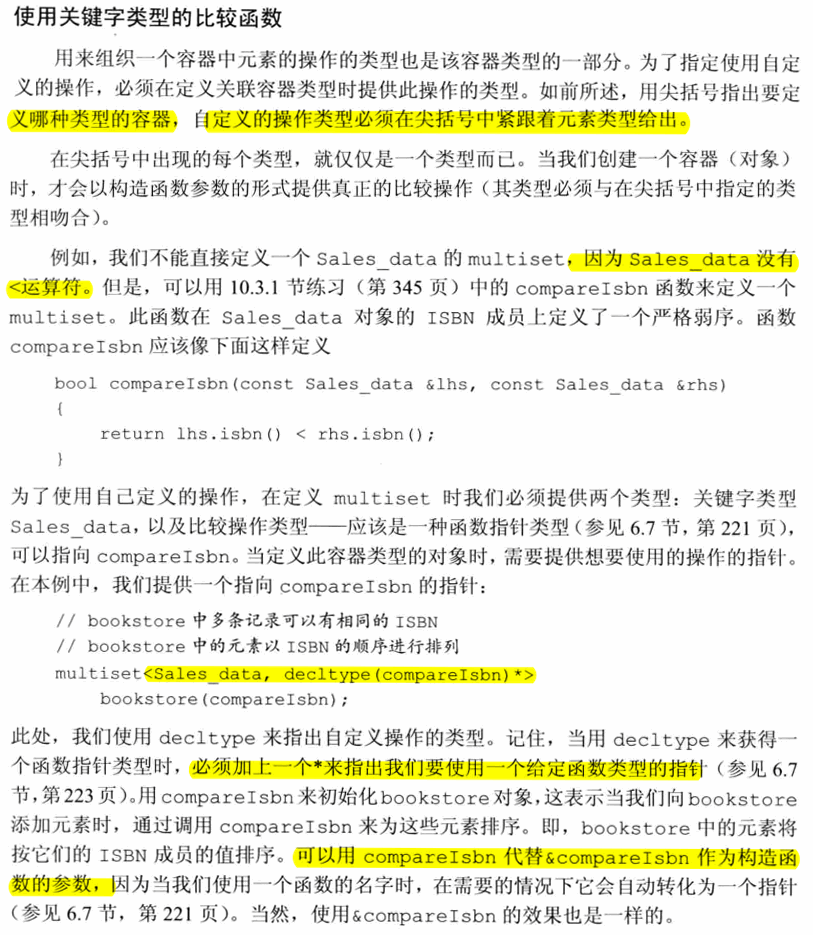 使用关键字类型的比较函数
用来组织一个容器中元素的操作的类型也是该容器类型的一部分。为了指定使用自定
义的操作，必须在定义关联容器类型时提供此操作的类型。如前所述，用尖括号指出要定
义哪种类型的容器，自定义的操作类型必须在尖括号中紧跟着元素类型给出。
在尖括号中出现的每个类型，就仅仅是一个类型而已。当我们创建一个容器（对象）
时，才会以构造函数参数的形式提供真正的比较操作（其类型必须与在尖括号中指定的类
型相吻合）。
例如，我们不能直接定义一个 Sales_data 的 multiset，因为 Sales_data 没有
<运算符。但是，可以用 10.3.1 节练习（第 345 页）中的 compareIsbn 函数来定义一个
multiset。此函数在 Sales_data 对象的 ISBN 成员上定义了一个严格弱序。函数
compareIsbn 应该像下面这样定义
bool compareIsbn(const Sales_data &lhs, const Sales_data &rhs)
{
return lhs.isbn() < rhs.isbn();
}
为了使用自己定义的操作，在定义 multiset 时我们必须提供两个类型：关键字类型
Sales_data，以及比较操作类型——应该是一种函数指针类型（参见 6.7 节，第 221 页），
可以指向 compareIsbn。当定义此容器类型的对象时，需要提供想要使用的操作的指针。
在本例中，我们提供一个指向 compareIsbn 的指针：
// bookstore 中多条记录可以有相同的 ISBN
// bookstore 中的元素以 ISBN 的顺序进行排列
multiset<Sales_data, decltype(compareIsbn)*>
bookstore(compareIsbn);
此处，我们使用 decltype 来指出自定义操作的类型。记住，当用 decltype 来获得一
个函数指针类型时，必须加上一个*来指出我们要使用一个给定函数类型的指针（参见 6.7
节，第 223 页）。用 compareIsbn 来初始化 bookstore 对象，这表示当我们向 bookstore
添加元素时，通过调用 compareIsbn 来为这些元素排序。即，bookstore 中的元素将
按它们的 ISBN 成员的值排序。可以用 compareIsbn 代替&compareIsbn 作为构造函
数的参数，因为当我们使用一个函数的名字时，在需要的情况下它会自动转化为一个指针
（参见 6.7 节，第 221 页）。当然，使用&compareIsbn 的效果也是一样的。